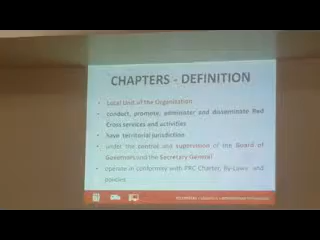 CHAPTERS - DEFINITION
• Local Unit of the Organization
• conduct, promote, administer and disseminate Red
Cross services and activities
• have territorial jurisdiction
• under the control and supervision of the Board of
Governors and the Secretary General
• operate in conformity with PRC Charter, By-Laws and
policies